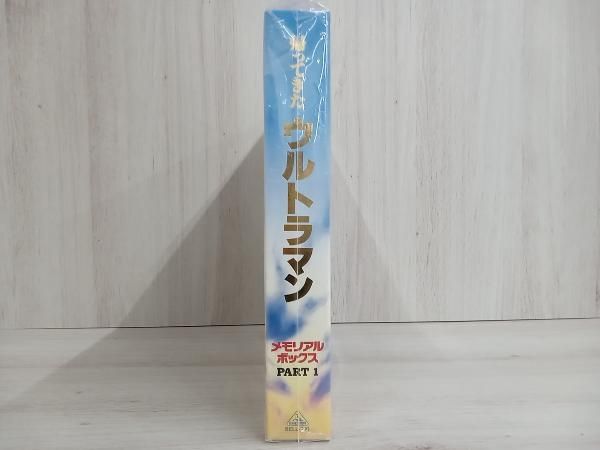 帰ってきた
ウルトラマン
メモリアル
ボックス
PART 1